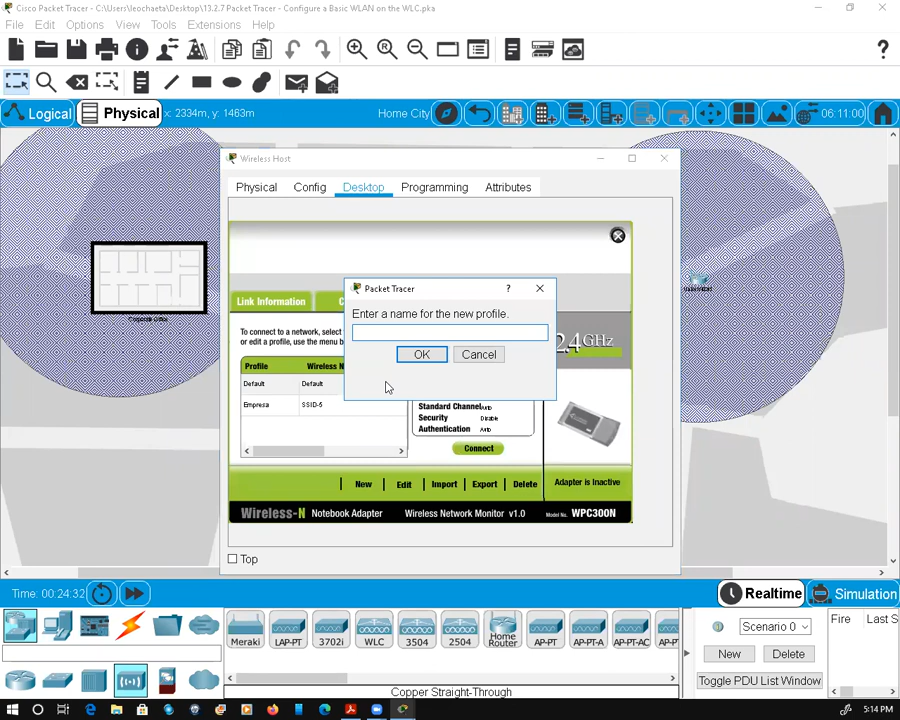 Cisco Packet Tracer - C:\Users\leochaeta\Desktop\13.2.7 Packet Tracer - Configure a Basic WLAN on the WLC.pka
File Edit Options View Tools Extensions Help
Logical Physical x: 2334m, y: 1463m Home City 06:11:00
Wireless Host
Physical Config Desktop Programming Attributes
Corporate Office
Packet Tracer
Enter a name for the new profile.
OK Cancel
Link Information
2.4GHz
To connect to a network, select
or edit a profile, use the menu b
Profile Wireless N
Default Default
Empresa SSID-5
Standard Channel Auto
Security Disable
Authentication Auto
Connect
New Edit Import Export Delete Adapter is Inactive
Wireless-N Notebook Adapter Wireless Network Monitor v1.0 Model No. WPC300N
Top
Time: 00:24:32 Realtime Simulation
Meraki LAP-PT 3702i WLC 3504 2504 Home Router AP-PT AP-PT-A AP-PT-AC AP-PT-
Scenario 0 Fire Last S
New Delete
Toggle PDU List Window
Copper Straight-Through
5:14 PM